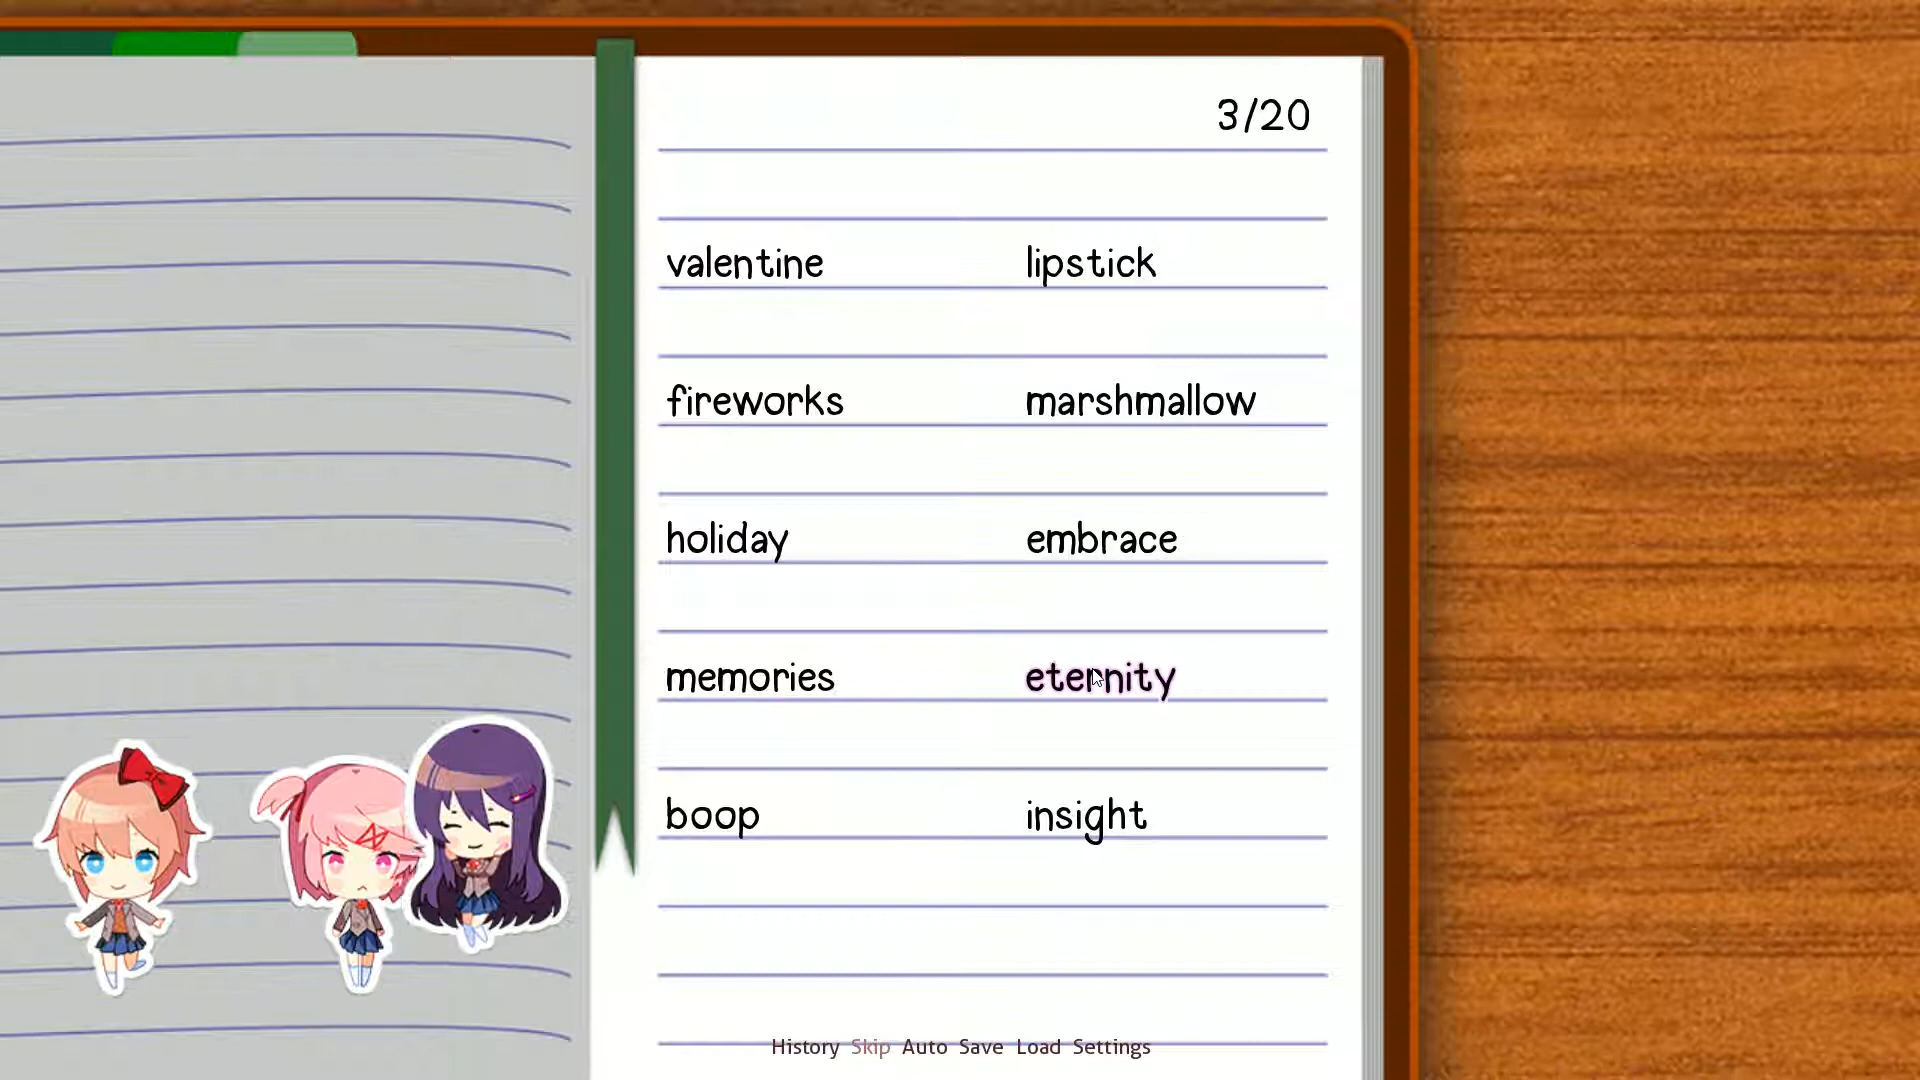 3/20
valentine lipstick
fireworks marshmallow
holiday embrace
memories eternity
boop insight
History Skip Auto Save Load Settings